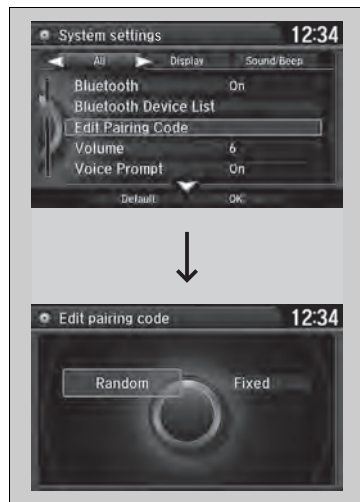 System settings 12:34
All Display Sound/Beep
Bluetooth On
Bluetooth Device List
Edit Pairing Code
Volume 6
Voice Prompt On
Default OK
Edit pairing code 12:34
Random Fixed